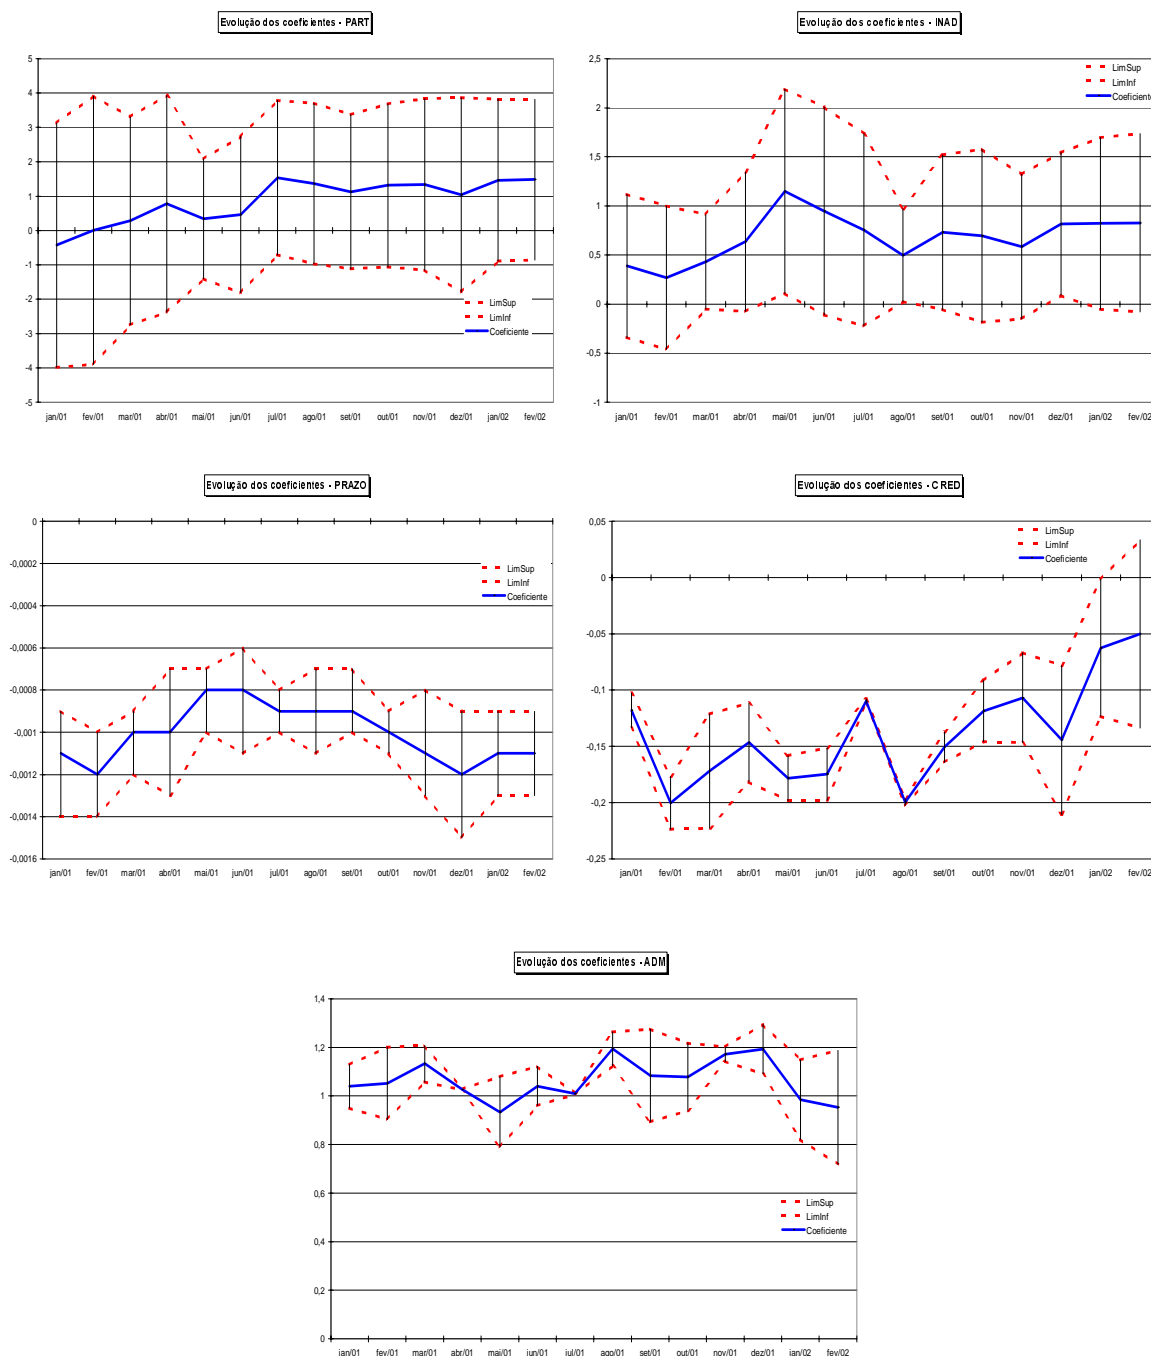 Evolução dos coeficientes - PART
5
4
3
2
1
0
-1
-2
-3
-4
-5
LimSup
LimInf
Coeficiente
jan/01 fev/01 mar/01 abr/01 mai/01 jun/01 jul/01 ago/01 set/01 out/01 nov/01 dez/01 jan/02 fev/02
Evolução dos coeficientes - INAD
2,5
2
1,5
1
0,5
0
-0,5
-1
LimSup
LimInf
Coeficiente
jan/01 fev/01 mar/01 abr/01 mai/01 jun/01 jul/01 ago/01 set/01 out/01 nov/01 dez/01 jan/02 fev/02
Evolução dos coeficientes - PRAZO
0
-0,0002
-0,0004
-0,0006
-0,0008
-0,001
-0,0012
-0,0014
-0,0016
LimSup
LimInf
Coeficiente
jan/01 fev/01 mar/01 abr/01 mai/01 jun/01 jul/01 ago/01 set/01 out/01 nov/01 dez/01 jan/02 fev/02
Evolução dos coeficientes - CRED
0,05
0
-0,05
-0,1
-0,15
-0,2
-0,25
LimSup
LimInf
Coeficiente
jan/01 fev/01 mar/01 abr/01 mai/01 jun/01 jul/01 ago/01 set/01 out/01 nov/01 dez/01 jan/02 fev/02
Evolução dos coeficientes - ADM
1,4
1,2
1
0,8
0,6
0,4
0,2
0
LimSup
LimInf
Coeficiente
jan/01 fev/01 mar/01 abr/01 mai/01 jun/01 jul/01 ago/01 set/01 out/01 nov/01 dez/01 jan/02 fev/02